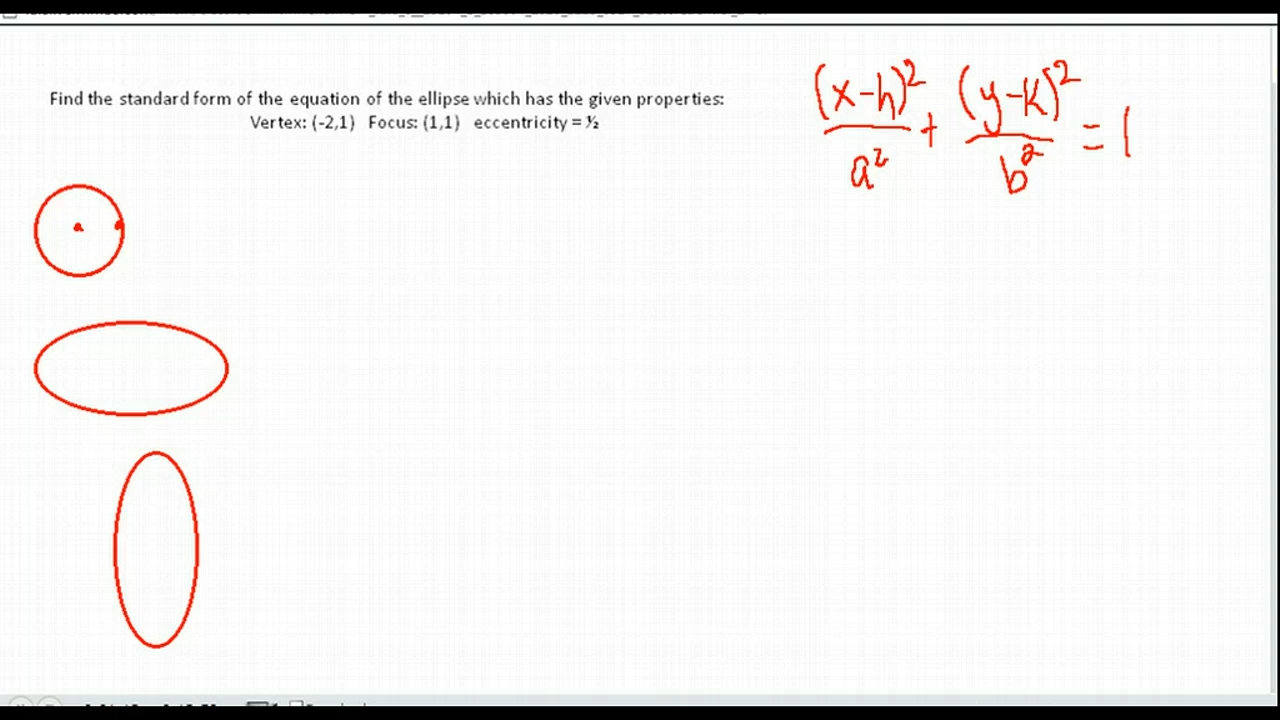 Find the standard form of the equation of the ellipse which has the given properties:
Vertex: (-2,1) Focus: (1,1) eccentricity = ½
(x-h)² / a² + (y-k)² / b² = 1